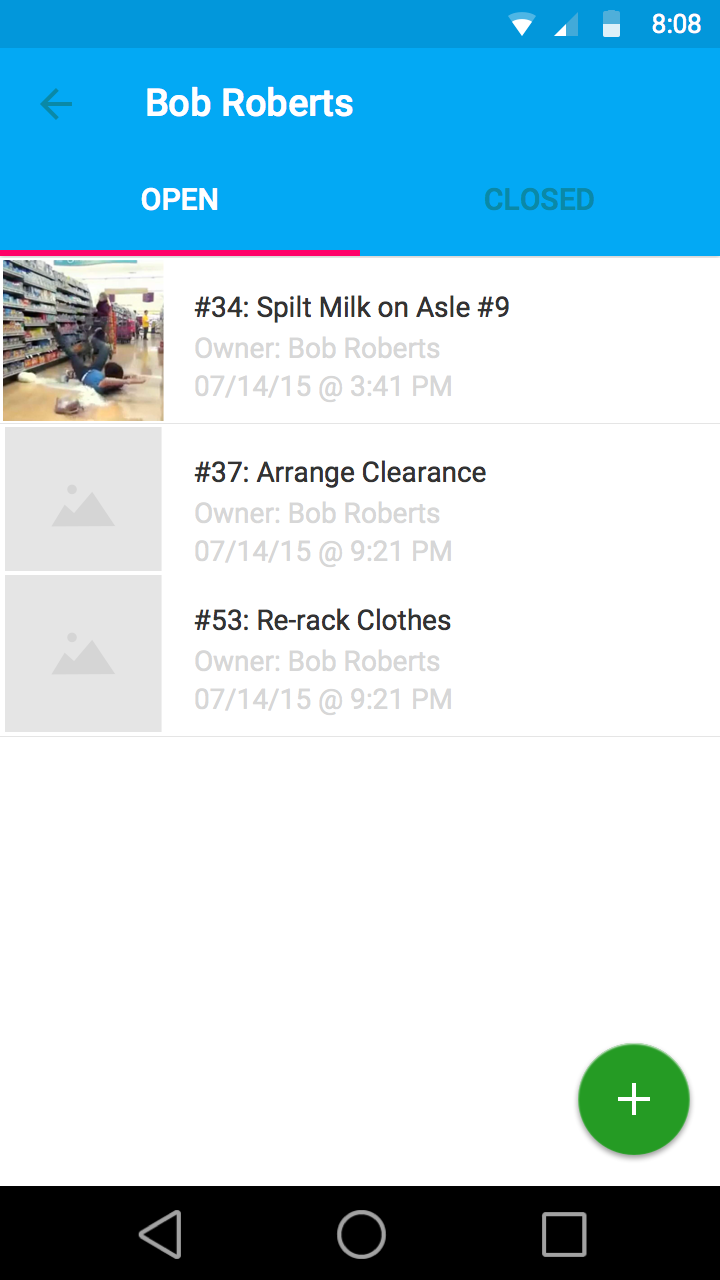 8:08
Bob Roberts
OPEN
CLOSED
#34: Spilt Milk on Asle #9
Owner: Bob Roberts
07/14/15 @ 3:41 PM
#37: Arrange Clearance
Owner: Bob Roberts
07/14/15 @ 9:21 PM
#53: Re-rack Clothes
Owner: Bob Roberts
07/14/15 @ 9:21 PM